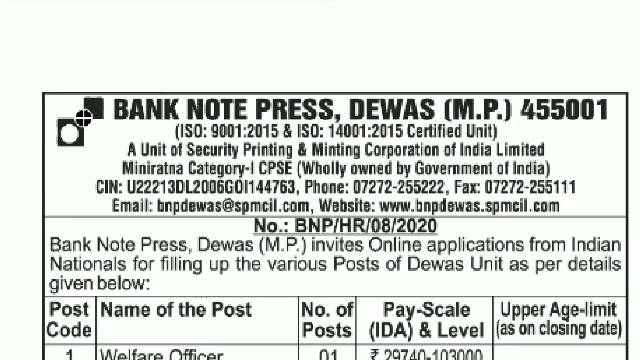 BANK NOTE PRESS, DEWAS (M.P.) 455001
(ISO: 9001:2015 & ISO: 14001:2015 Certified Unit)
A Unit of Security Printing & Minting Corporation of India Limited
Miniratna Category-I CPSE (Wholly owned by Government of India)
CIN: U22213DL2006GOI144763, Phone: 07272-255222, Fax: 07272-255111
Email: bnpdewas@spmcil.com, Website: www.bnpdewas.spmcil.com
No.: BNP/HR/08/2020
Bank Note Press, Dewas (M.P.) invites Online applications from Indian
Nationals for filling up the various Posts of Dewas Unit as per details
given below:
Post Name of the Post No. of Pay-Scale Upper Age-limit
Code Posts (IDA) & Level (as on closing date)
1 Welfare Officer 01 ₹ 29740-103000